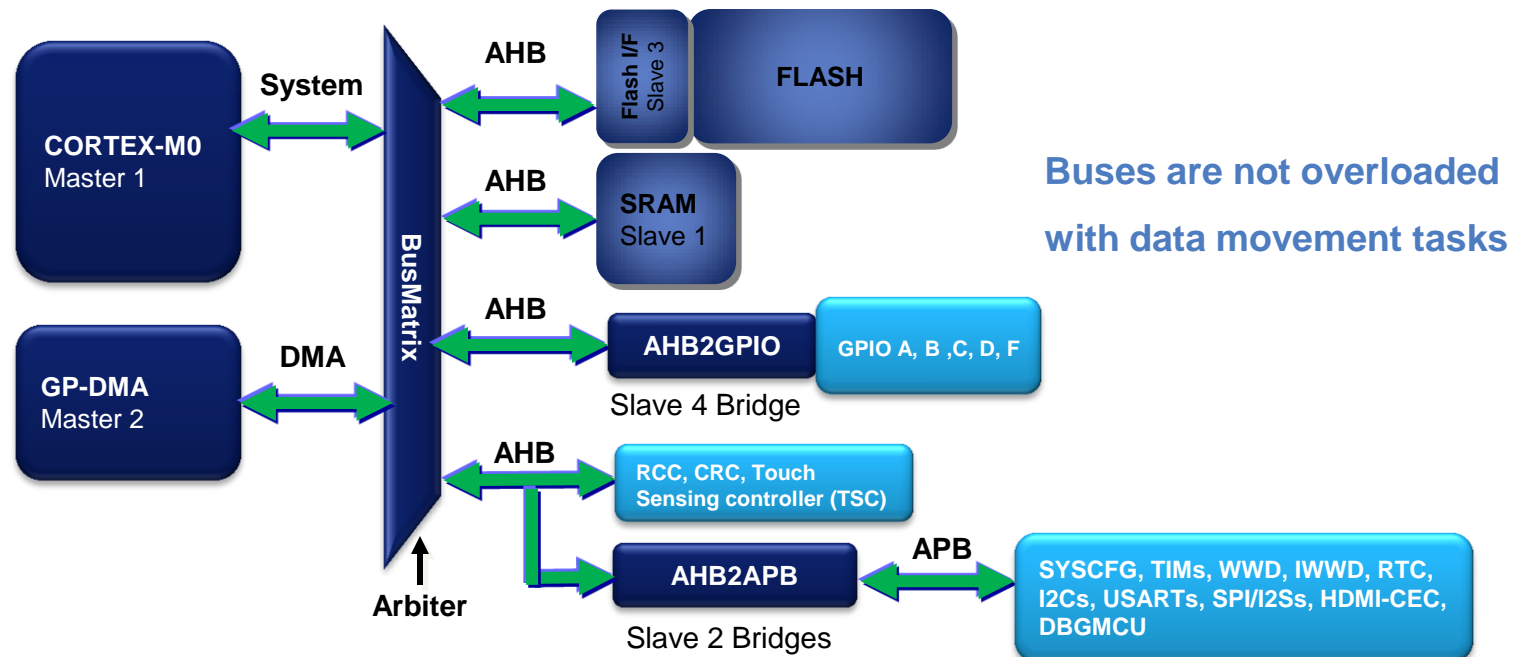 CORTEX-M0
Master 1
System
GP-DMA
Master 2
DMA
BusMatrix
Arbiter
AHB
Flash I/F
Slave 3
FLASH
AHB
SRAM
Slave 1
AHB
AHB2GPIO
GPIO A, B ,C, D, F
Slave 4 Bridge
AHB
RCC, CRC, Touch
Sensing controller (TSC)
AHB2APB
Slave 2 Bridges
APB
SYSCFG, TIMs, WWD, IWWD, RTC,
I2Cs, USARTs, SPI/I2Ss, HDMI-CEC,
DBGMCU
Buses are not overloaded
with data movement tasks